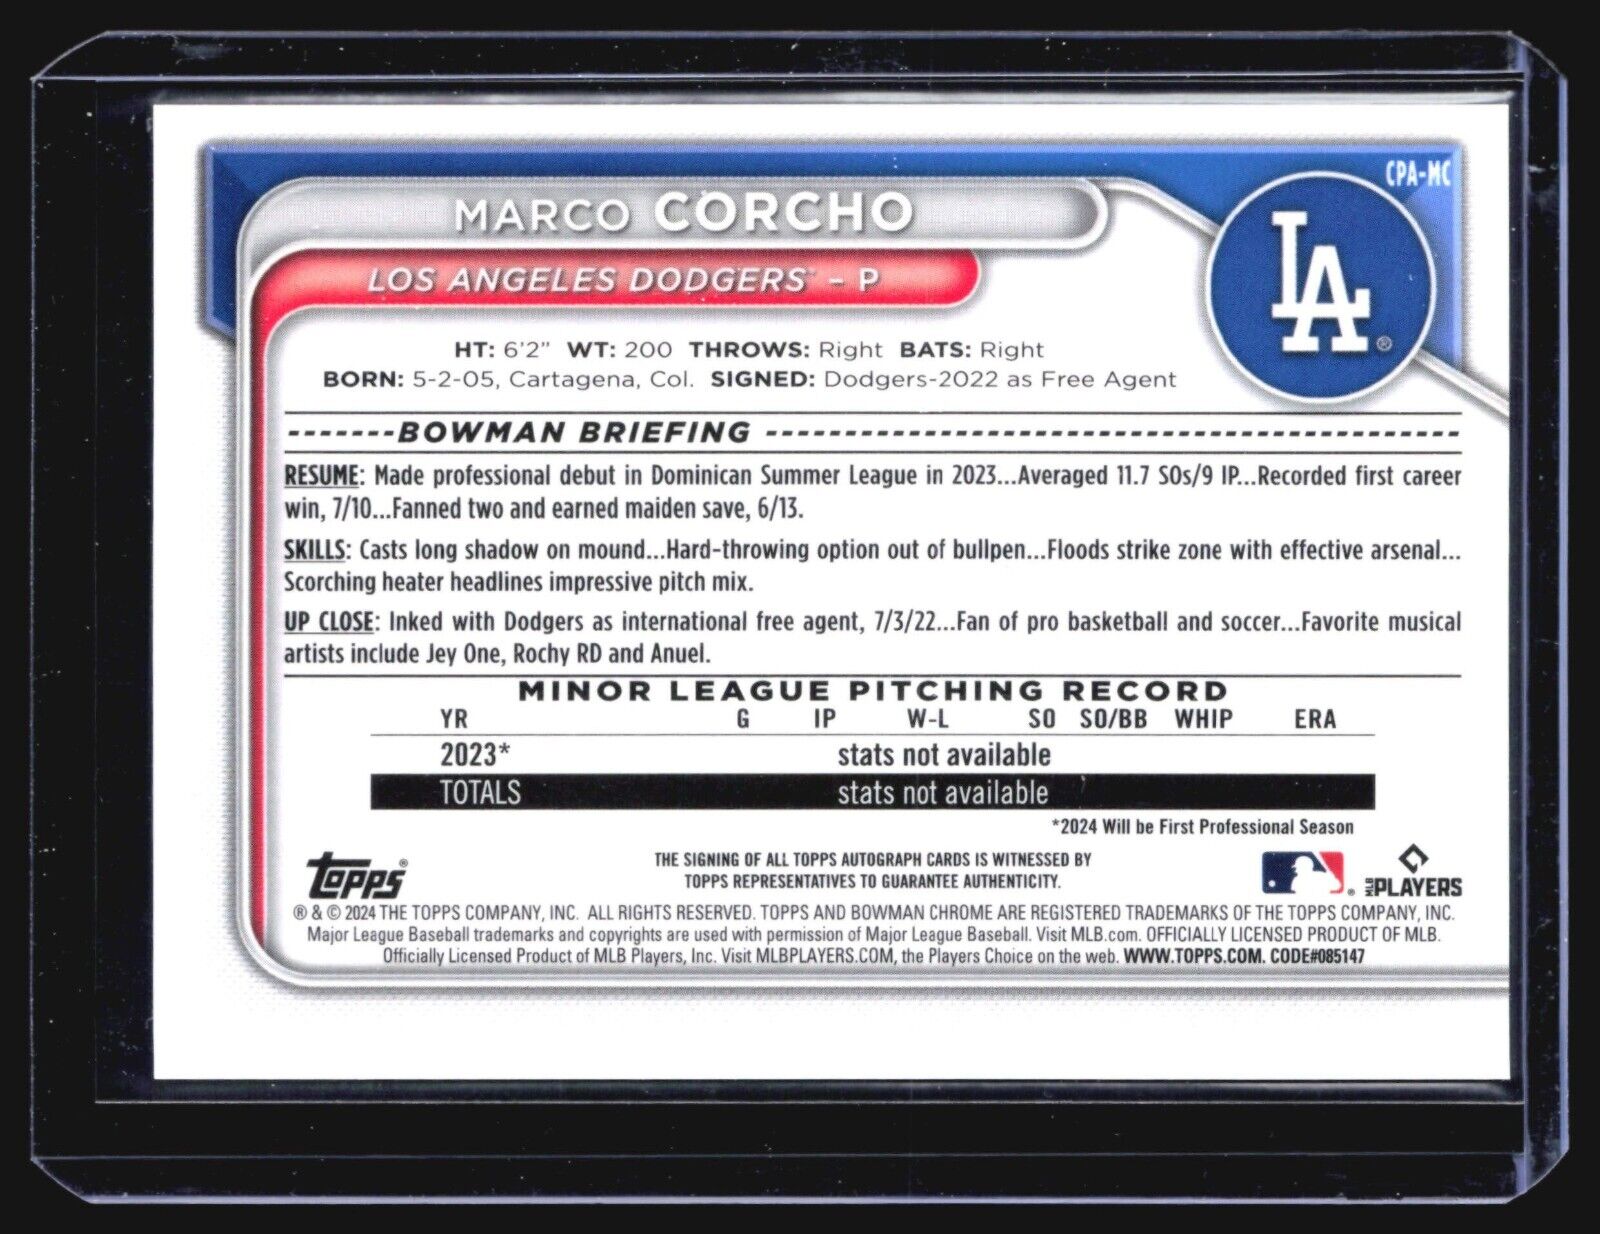 CPA-MC
MARCO CORCHO
LOS ANGELES DODGERS™ - P
LA®
HT: 6'2" WT: 200 THROWS: Right BATS: Right
BORN: 5-2-05, Cartagena, Col. SIGNED: Dodgers-2022 as Free Agent
-------BOWMAN BRIEFING --------------------------------------------
RESUME: Made professional debut in Dominican Summer League in 2023...Averaged 11.7 SOs/9 IP...Recorded first career
win, 7/10...Fanned two and earned maiden save, 6/13.
SKILLS: Casts long shadow on mound...Hard-throwing option out of bullpen...Floods strike zone with effective arsenal...
Scorching heater headlines impressive pitch mix.
UP CLOSE: Inked with Dodgers as international free agent, 7/3/22...Fan of pro basketball and soccer...Favorite musical
artists include Jey One, Rochy RD and Anuel.
MINOR LEAGUE PITCHING RECORD
YR G IP W-L SO SO/BB WHIP ERA
2023* stats not available
TOTALS stats not available
*2024 Will be First Professional Season
topps®
THE SIGNING OF ALL TOPPS AUTOGRAPH CARDS IS WITNESSED BY
TOPPS REPRESENTATIVES TO GUARANTEE AUTHENTICITY.
®
MLB PLAYERS
® & © 2024 THE TOPPS COMPANY, INC. ALL RIGHTS RESERVED. TOPPS AND BOWMAN CHROME ARE REGISTERED TRADEMARKS OF THE TOPPS COMPANY, INC.
Major League Baseball trademarks and copyrights are used with permission of Major League Baseball. Visit MLB.com. OFFICIALLY LICENSED PRODUCT OF MLB.
Officially Licensed Product of MLB Players, Inc. Visit MLBPLAYERS.COM, the Players Choice on the web. WWW.TOPPS.COM. CODE#085147